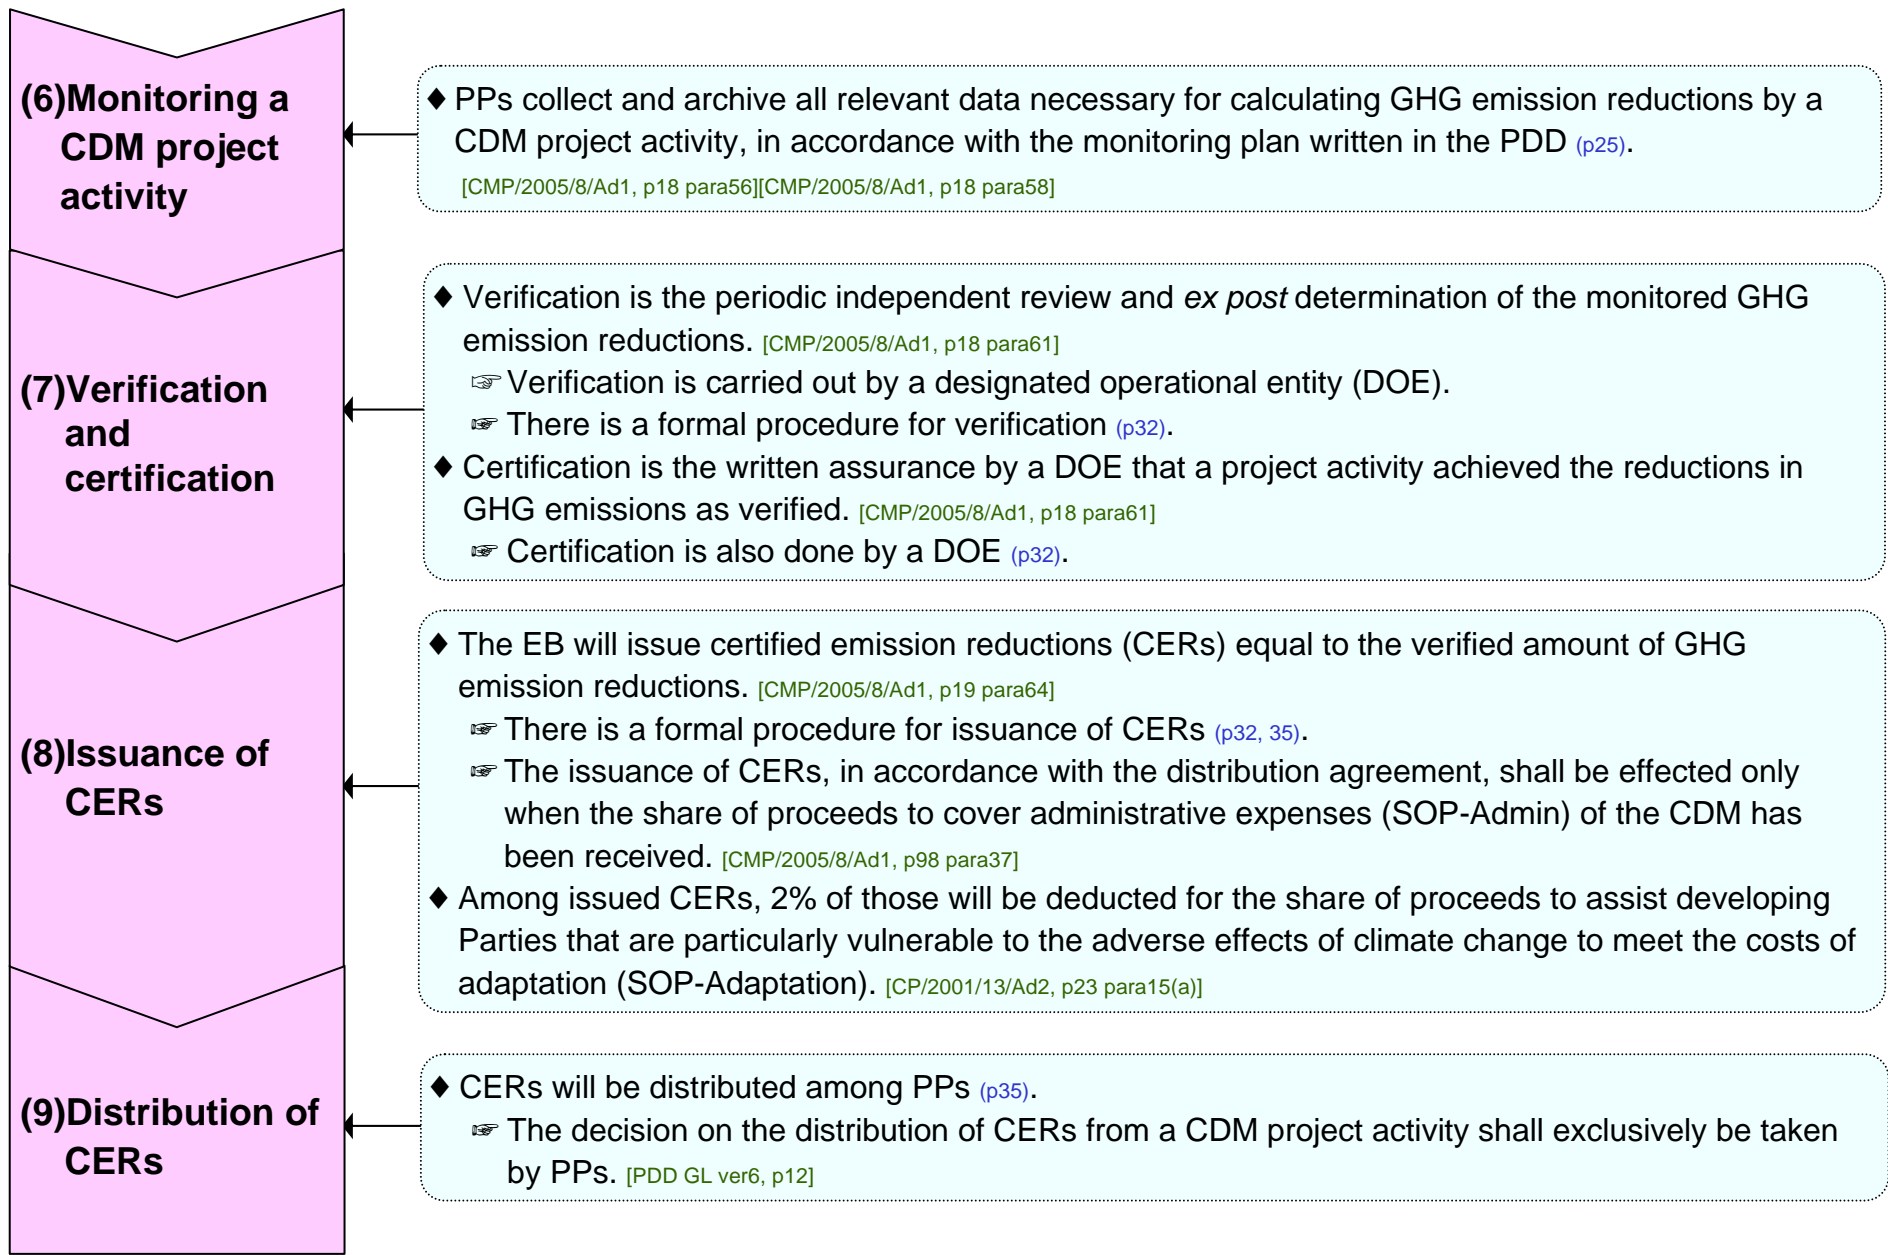 (6)Monitoring a
CDM project
activity
♦ PPs collect and archive all relevant data necessary for calculating GHG emission reductions by a
CDM project activity, in accordance with the monitoring plan written in the PDD (p25).
[CMP/2005/8/Ad1, p18 para56][CMP/2005/8/Ad1, p18 para58]
(7)Verification
and
certification
♦ Verification is the periodic independent review and ex post determination of the monitored GHG
emission reductions. [CMP/2005/8/Ad1, p18 para61]
☞ Verification is carried out by a designated operational entity (DOE).
☞ There is a formal procedure for verification (p32).
♦ Certification is the written assurance by a DOE that a project activity achieved the reductions in
GHG emissions as verified. [CMP/2005/8/Ad1, p18 para61]
☞ Certification is also done by a DOE (p32).
(8)Issuance of
CERs
♦ The EB will issue certified emission reductions (CERs) equal to the verified amount of GHG
emission reductions. [CMP/2005/8/Ad1, p19 para64]
☞ There is a formal procedure for issuance of CERs (p32, 35).
☞ The issuance of CERs, in accordance with the distribution agreement, shall be effected only
when the share of proceeds to cover administrative expenses (SOP-Admin) of the CDM has
been received. [CMP/2005/8/Ad1, p98 para37]
♦ Among issued CERs, 2% of those will be deducted for the share of proceeds to assist developing
Parties that are particularly vulnerable to the adverse effects of climate change to meet the costs of
adaptation (SOP-Adaptation). [CP/2001/13/Ad2, p23 para15(a)]
(9)Distribution of
CERs
♦ CERs will be distributed among PPs (p35).
☞ The decision on the distribution of CERs from a CDM project activity shall exclusively be taken
by PPs. [PDD GL ver6, p12]